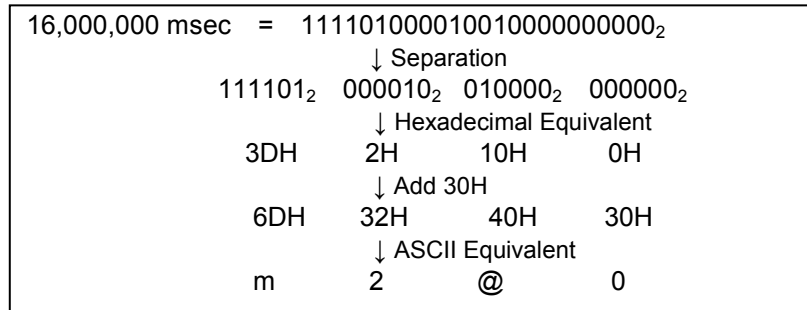 16,000,000 msec = 111101000010010000000000₂
↓ Separation
111101₂ 000010₂ 010000₂ 000000₂
↓ Hexadecimal Equivalent
3DH 2H 10H 0H
↓ Add 30H
6DH 32H 40H 30H
↓ ASCII Equivalent
m 2 @ 0